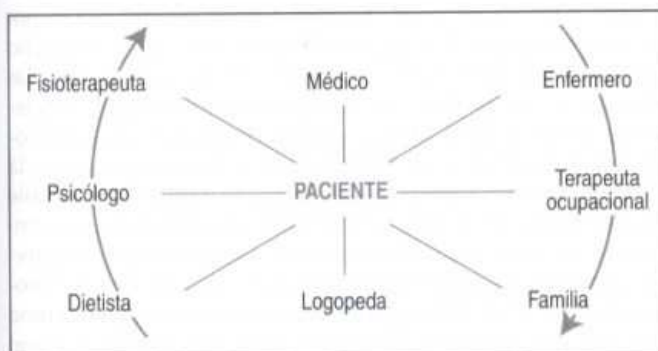 Fisioterapeuta
Médico
Enfermero
Psicólogo
PACIENTE
Terapeuta
ocupacional
Dietista
Logopeda
Familia